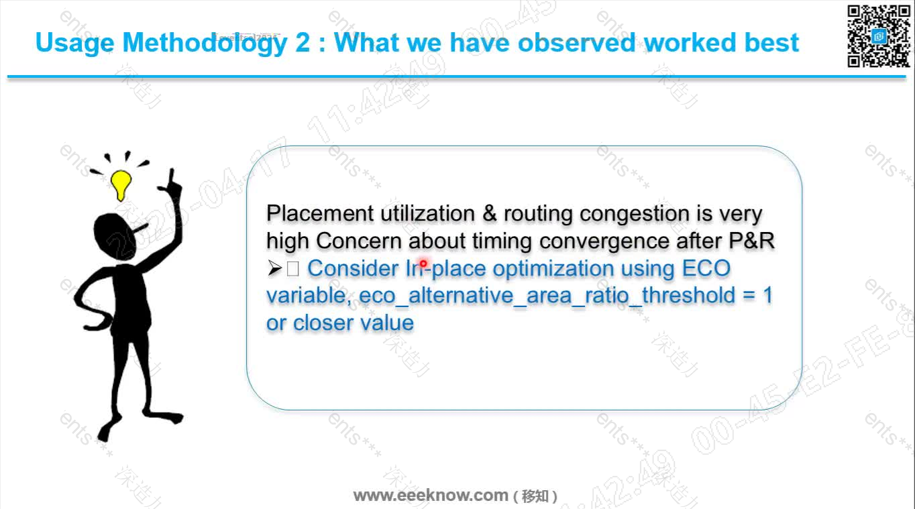 Usage Methodology 2 : What we have observed worked best
Placement utilization & routing congestion is very
high Concern about timing convergence after P&R
➢ Consider In-place optimization using ECO
variable, eco_alternative_area_ratio_threshold = 1
or closer value
www.eeeknow.com（移知）